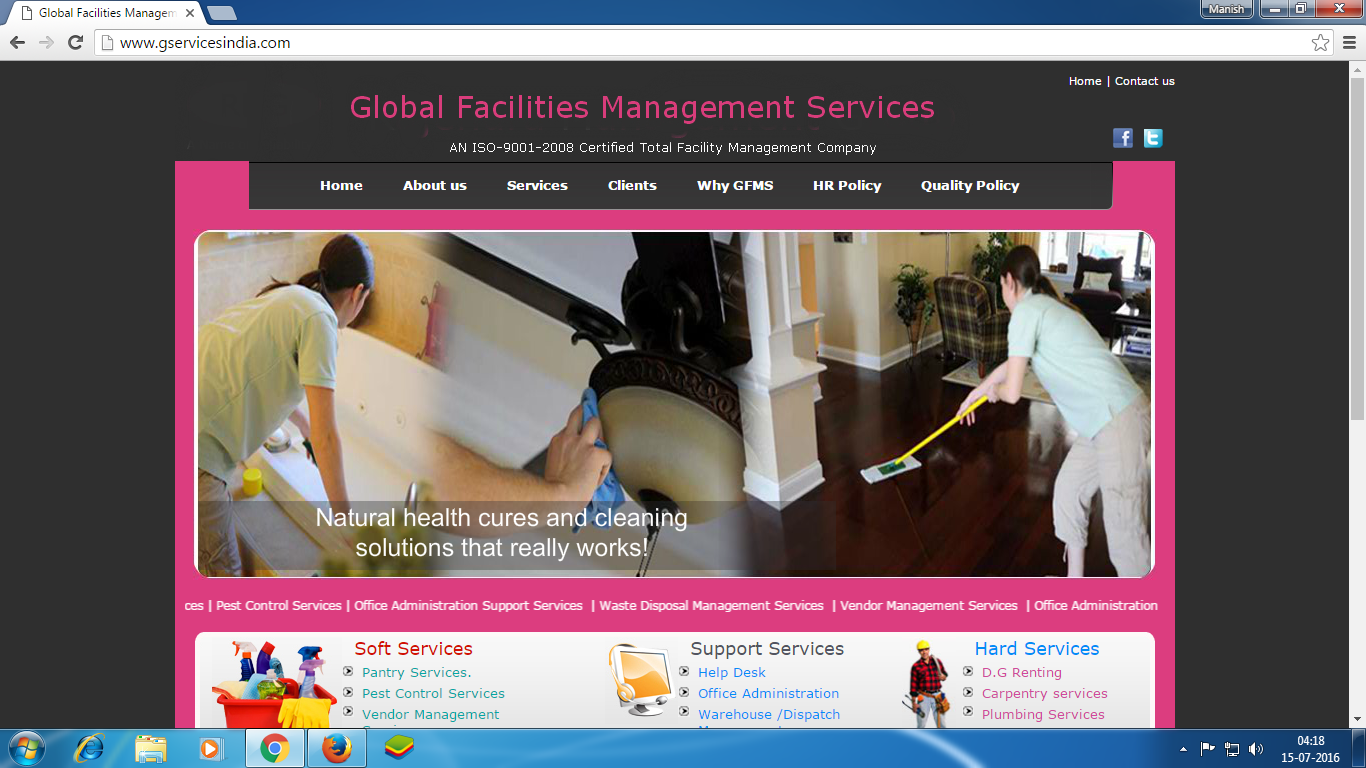 Global Facilities Managem
Manish
www.gservicesindia.com
Home | Contact us
Global Facilities Management Services
AN ISO-9001-2008 Certified Total Facility Management Company
Home About us Services Clients Why GFMS HR Policy Quality Policy
Natural health cures and cleaning
solutions that really works!
ces | Pest Control Services | Office Administration Support Services | Waste Disposal Management Services | Vendor Management Services | Office Administration
Soft Services
Pantry Services.
Pest Control Services
Vendor Management
Support Services
Help Desk
Office Administration
Warehouse /Dispatch
Hard Services
D.G Renting
Carpentry services
Plumbing Services
04:18
15-07-2016